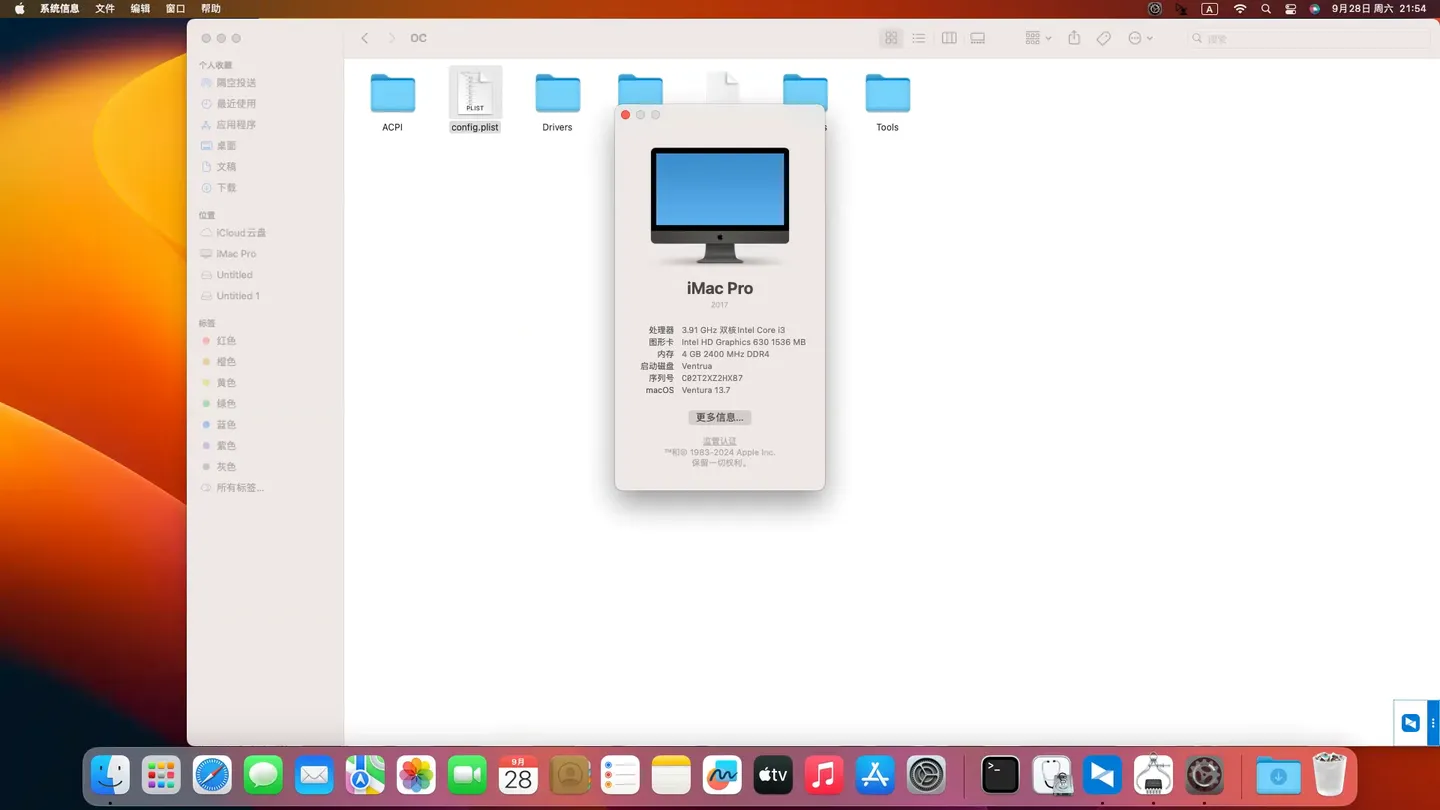 系统信息 文件 编辑 窗口 帮助
A
9月28日 周六 21:54
OC
搜索
个人收藏
隔空投送
最近使用
应用程序
桌面
文稿
下载
位置
iCloud云盘
iMac Pro
Untitled
Untitled 1
标签
红色
橙色
黄色
绿色
蓝色
紫色
灰色
所有标签...
PLIST
ACPI
config.plist
Drivers
s
Tools
iMac Pro
2017
处理器 3.91 GHz 双核Intel Core i3
图形卡 Intel HD Graphics 630 1536 MB
内存 4 GB 2400 MHz DDR4
启动磁盘 Ventrua
序列号 C02T2XZ2HX87
macOS Ventura 13.7
更多信息...
监管认证
™和© 1983-2024 Apple Inc.
保留一切权利。
9月
28
tv
>_